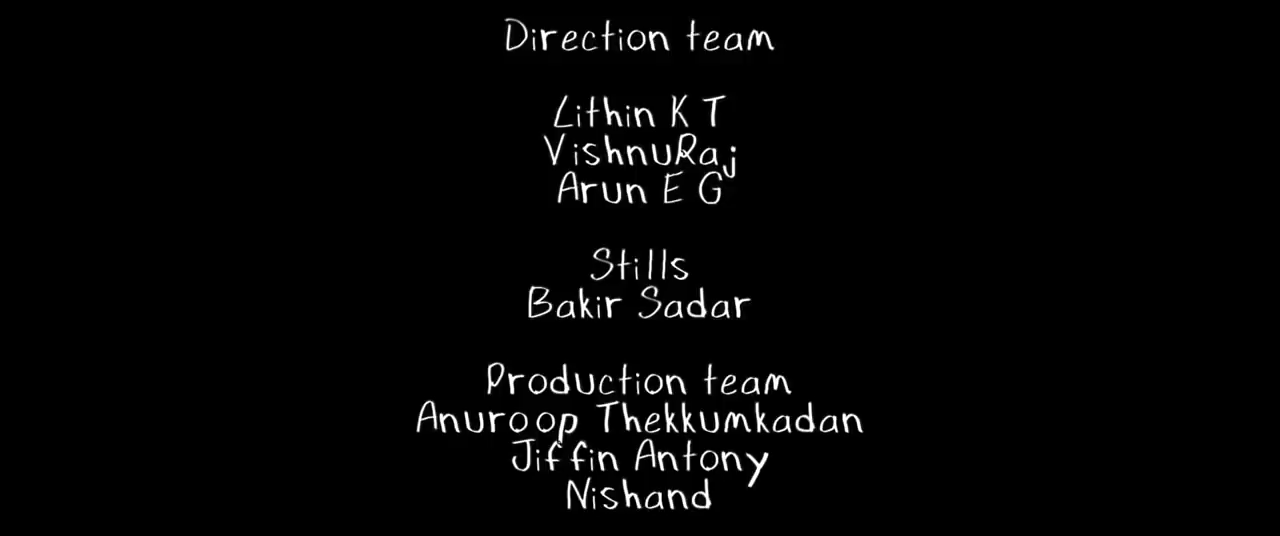 Direction team
Lithin K T
VishnuRaj
Arun E G
Stills
Bakir Sadar
Production team
Anuroop Thekkumkadan
Jiffin Antony
Nishand